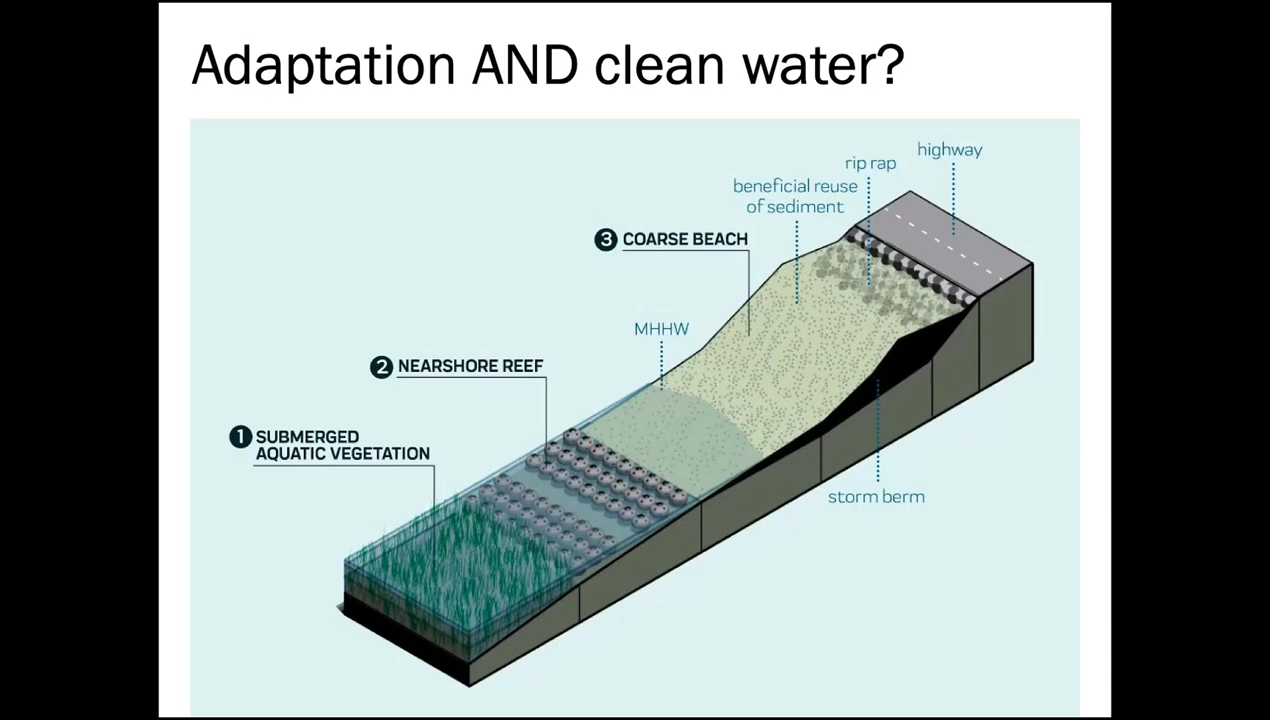 Adaptation AND clean water?
highway
rip rap
beneficial reuse
of sediment
3 COARSE BEACH
MHHW
2 NEARSHORE REEF
1 SUBMERGED
AQUATIC VEGETATION
storm berm